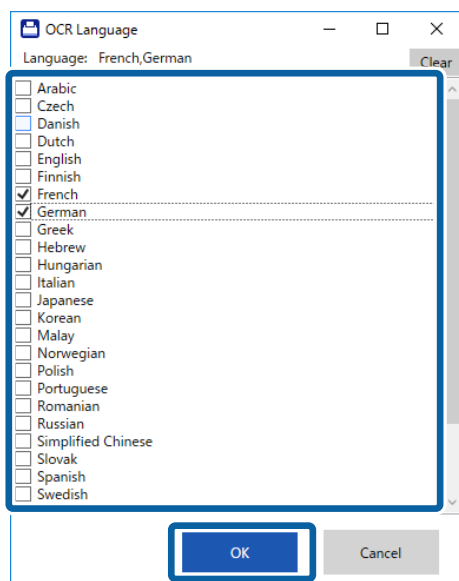 OCR Language
Language: French,German
Clear
Arabic
Czech
Danish
Dutch
English
Finnish
French
German
Greek
Hebrew
Hungarian
Italian
Japanese
Korean
Malay
Norwegian
Polish
Portuguese
Romanian
Russian
Simplified Chinese
Slovak
Spanish
Swedish
OK Cancel